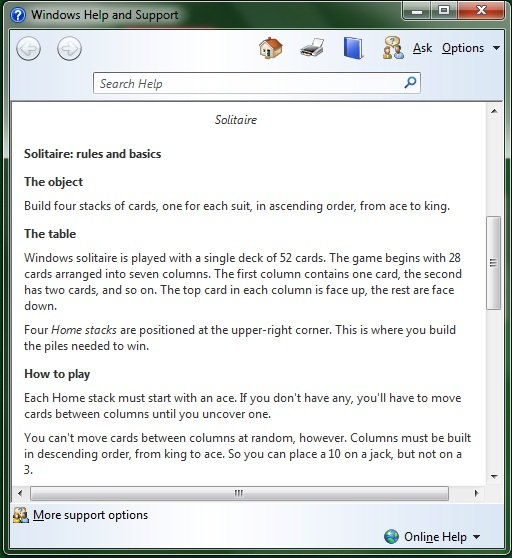 Windows Help and Support
Ask Options
Search Help
Solitaire
Solitaire: rules and basics
The object
Build four stacks of cards, one for each suit, in ascending order, from ace to king.
The table
Windows solitaire is played with a single deck of 52 cards. The game begins with 28
cards arranged into seven columns. The first column contains one card, the second
has two cards, and so on. The top card in each column is face up, the rest are face
down.
Four Home stacks are positioned at the upper-right corner. This is where you build
the piles needed to win.
How to play
Each Home stack must start with an ace. If you don't have any, you'll have to move
cards between columns until you uncover one.
You can't move cards between columns at random, however. Columns must be built
in descending order, from king to ace. So you can place a 10 on a jack, but not on a
3.
More support options
Online Help